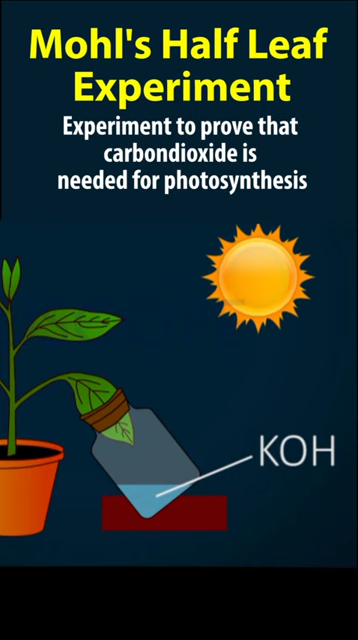 Mohl's Half Leaf
Experiment
Experiment to prove that
carbondioxide is
needed for photosynthesis
KOH